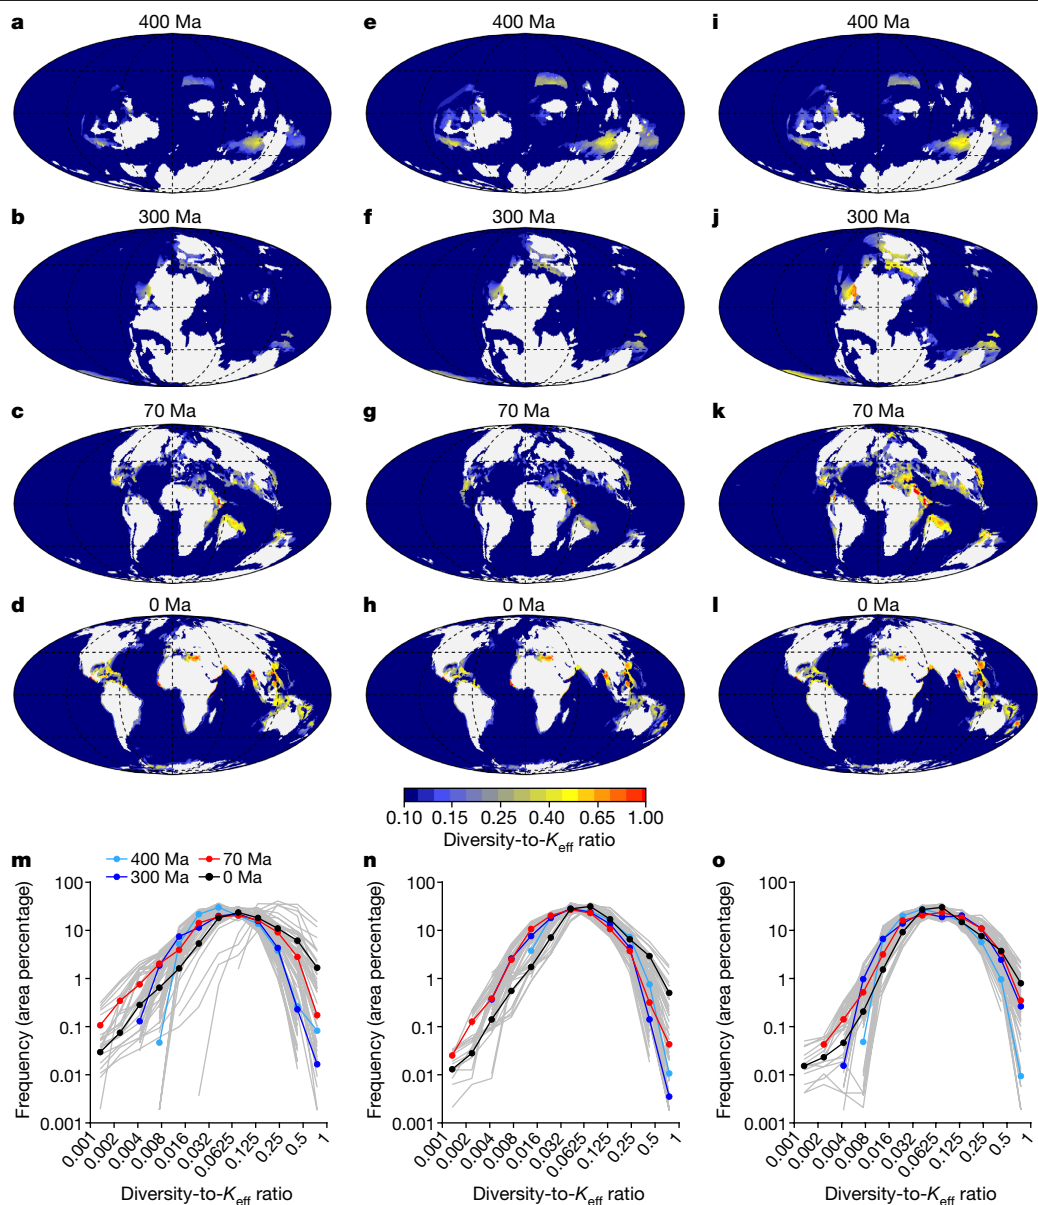 a 400 Ma e 400 Ma i 400 Ma
b 300 Ma f 300 Ma j 300 Ma
c 70 Ma g 70 Ma k 70 Ma
d 0 Ma h 0 Ma l 0 Ma
0.10 0.15 0.25 0.40 0.65 1.00
Diversity-to-Keff ratio
m 400 Ma 70 Ma n o
300 Ma 0 Ma
Frequency (area percentage)
100
10
1
0.1
0.01
0.001
0.001 0.002 0.004 0.008 0.016 0.032 0.0625 0.125 0.25 0.5 1
Diversity-to-Keff ratio
Frequency (area percentage)
100
10
1
0.1
0.01
0.001
0.001 0.002 0.004 0.008 0.016 0.032 0.0625 0.125 0.25 0.5 1
Diversity-to-Keff ratio
Frequency (area percentage)
100
10
1
0.1
0.01
0.001
0.001 0.002 0.004 0.008 0.016 0.032 0.0625 0.125 0.25 0.5 1
Diversity-to-Keff ratio